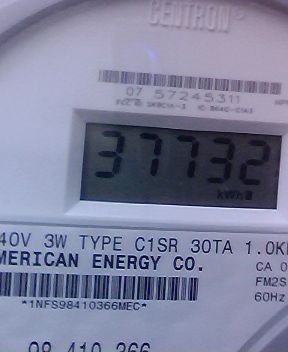 CENTRON®
07 57245311
37732
kWh
240V 3W TYPE C1SR 30TA 1.0K
AMERICAN ENERGY CO.
CA 0
FM2S
60Hz
*1NFS98410366MEC*
98 410 366